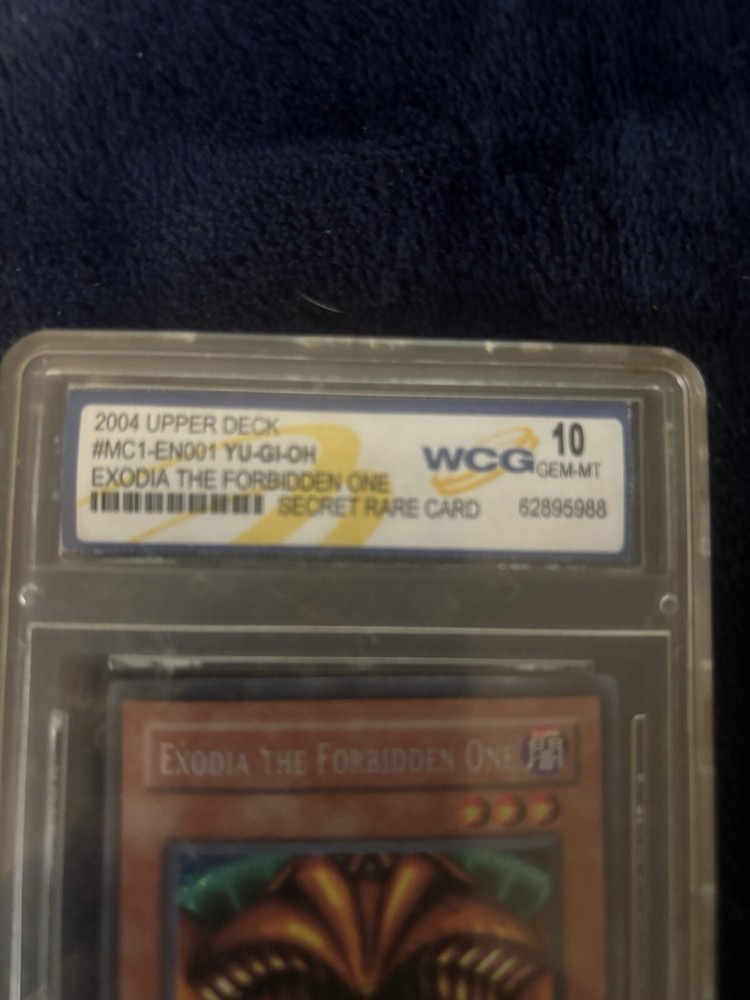 2004 UPPER DECK
#MC1-EN001 YU-GI-OH
EXODIA THE FORBIDDEN ONE
SECRET RARE CARD
WCG
10
GEM-MT
62895988
EXODIA THE FORBIDDEN ONE 闇